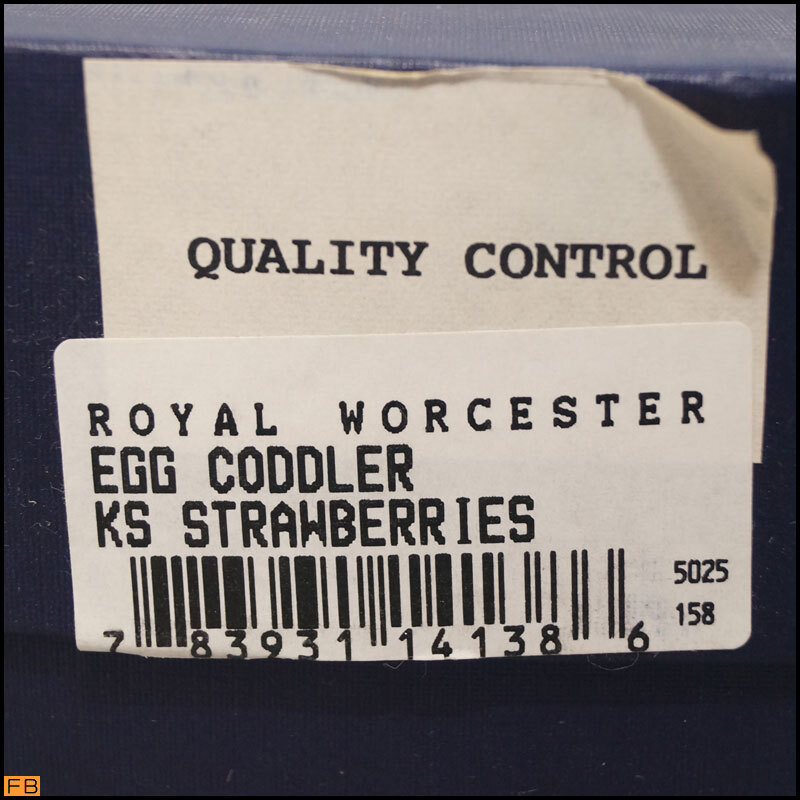 QUALITY CONTROL
ROYAL WORCESTER
EGG CODDLER
KS STRAWBERRIES
5025
158
7 83931 14138 6
FB